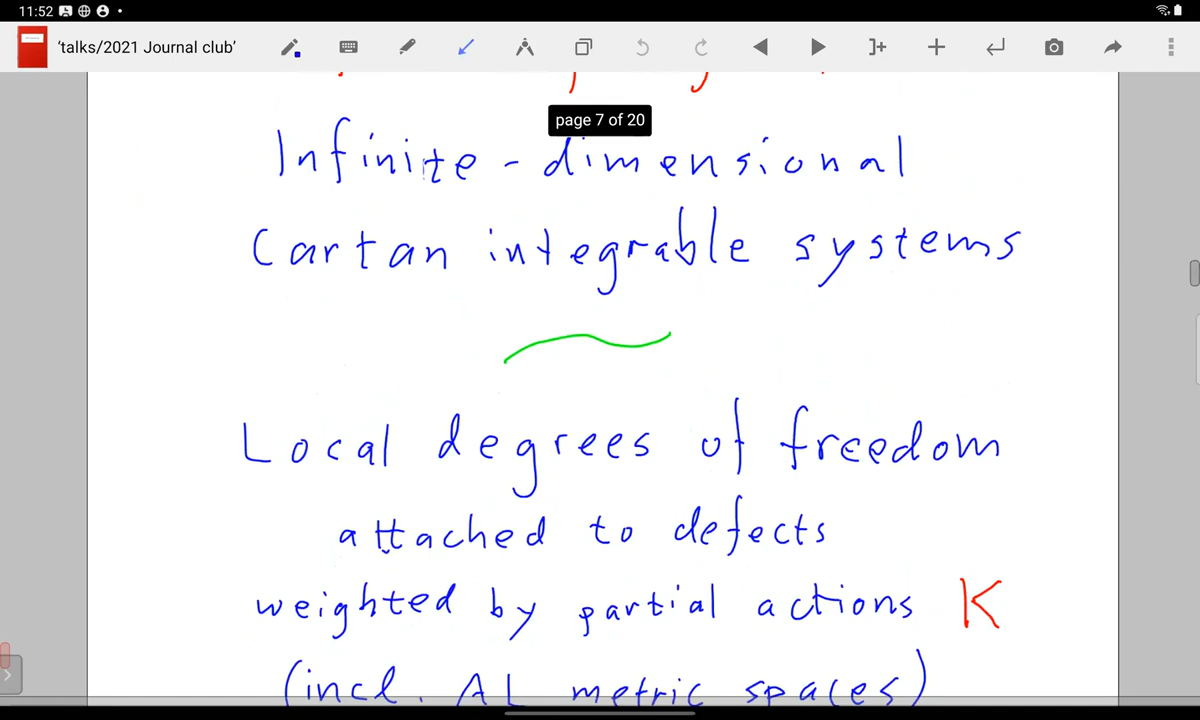 11:52
'talks/2021 Journal club'
page 7 of 20
Infinite-dimensional
Cartan integrable systems
Local degrees of freedom
attached to defects
weighted by partial actions K
(incl. AL metric spaces)